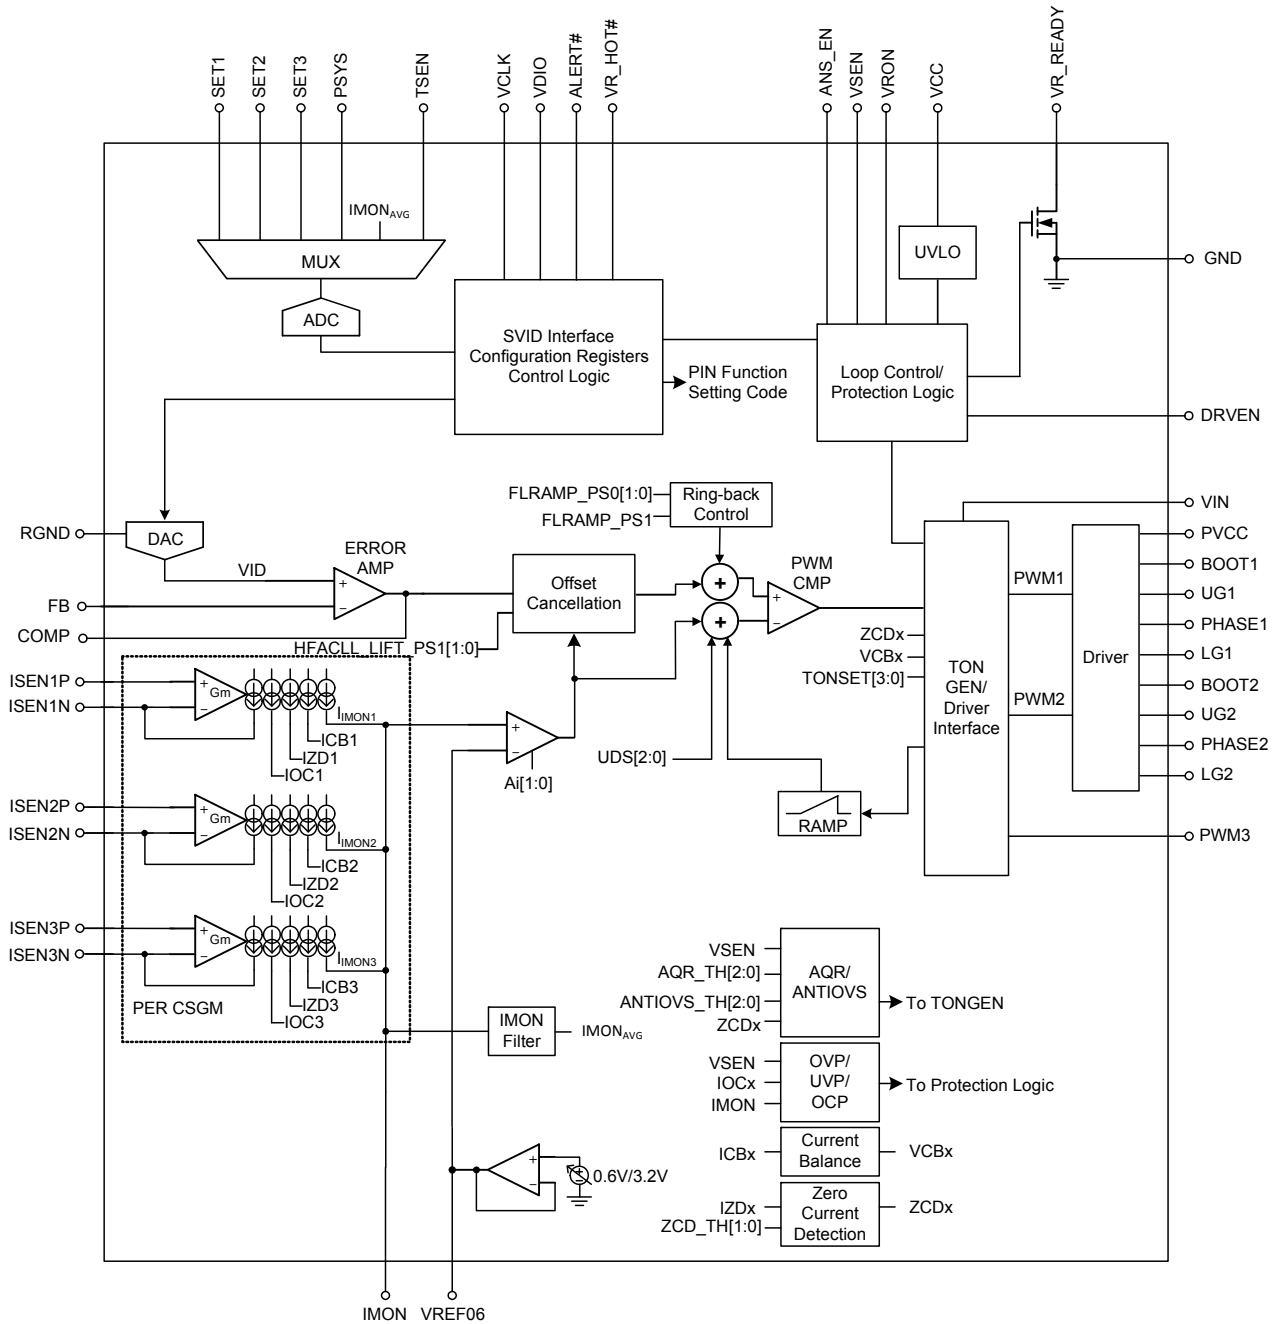 SET1
SET2
SET3
PSYS
TSEN
VCLK
VDIO
ALERT#
VR_HOT#
ANS_EN
VSEN
VRON
VCC
VR_READY
IMONAVG
MUX
ADC
UVLO
GND
SVID Interface
Configuration Registers
Control Logic
PIN Function
Setting Code
Loop Control/
Protection Logic
DRVEN
RGND
DAC
VID
ERROR
AMP
+
−
FB
COMP
FLRAMP_PS0[1:0]
FLRAMP_PS1
Ring-back
Control
Offset
Cancellation
HFACLL_LIFT_PS1[1:0]
+
+
PWM
CMP
+
−
VIN
PVCC
BOOT1
UG1
PHASE1
LG1
BOOT2
UG2
PHASE2
LG2
PWM3
PWM1
PWM2
Driver
ZCDx
VCBx
TONSET[3:0]
TON
GEN/
Driver
Interface
ISEN1P
ISEN1N
+
−
Gm
IIMON1
ICB1
IZD1
IOC1
+
−
Ai[1:0]
UDS[2:0]
RAMP
ISEN2P
ISEN2N
+
−
Gm
IIMON2
ICB2
IZD2
IOC2
ISEN3P
ISEN3N
+
−
Gm
IIMON3
ICB3
IZD3
IOC3
PER CSGM
IMON
Filter
IMONAVG
VSEN
AQR_TH[2:0]
ANTIOVS_TH[2:0]
ZCDx
AQR/
ANTIOVS
To TONGEN
VSEN
IOCx
IMON
OVP/
UVP/
OCP
To Protection Logic
ICBx
Current
Balance
VCBx
IZDx
ZCD_TH[1:0]
Zero
Current
Detection
ZCDx
+
−
0.6V/3.2V
IMON
VREF06